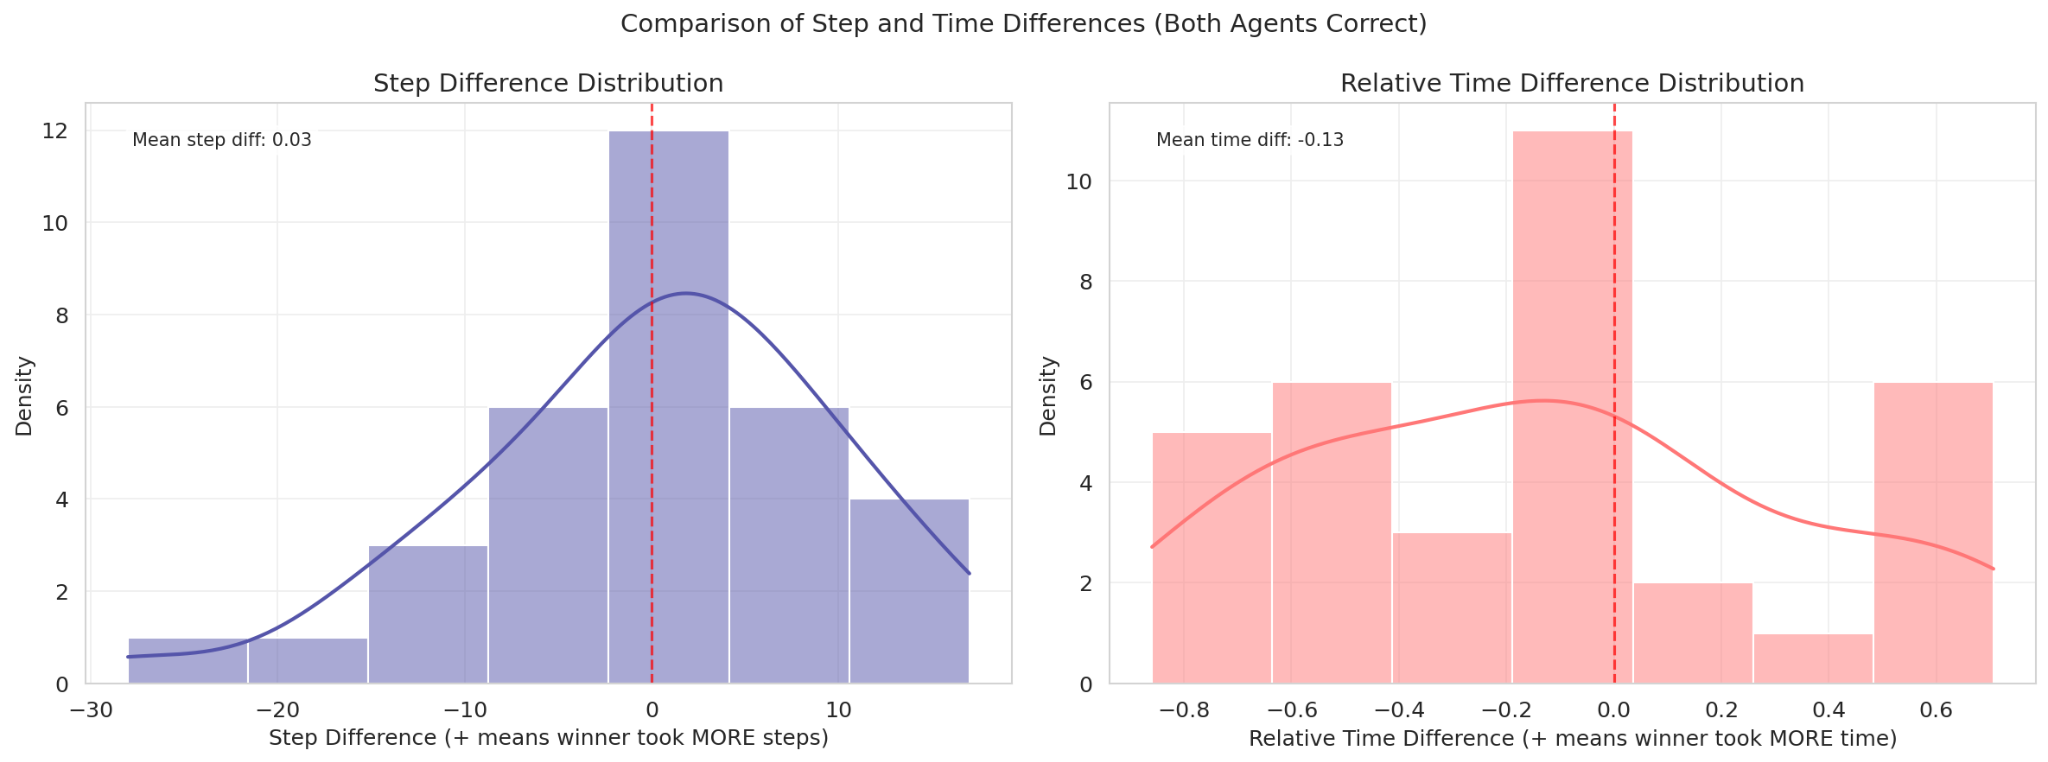 Comparison of Step and Time Differences (Both Agents Correct)
Step Difference Distribution
Mean step diff: 0.03
Density
12
10
8
6
4
2
0
−30
−20
−10
0
10
Step Difference (+ means winner took MORE steps)
Relative Time Difference Distribution
Mean time diff: -0.13
Density
10
8
6
4
2
0
−0.8
−0.6
−0.4
−0.2
0.0
0.2
0.4
0.6
Relative Time Difference (+ means winner took MORE time)